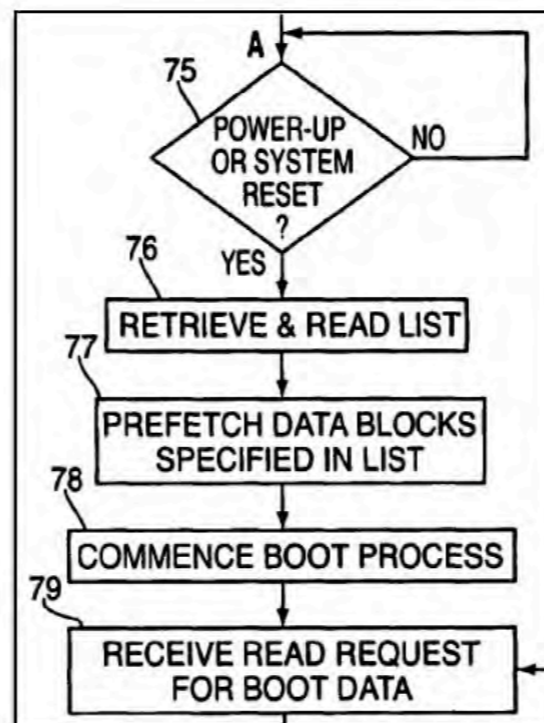 A
75
POWER-UP
OR SYSTEM
RESET
?
NO
YES
76
RETRIEVE & READ LIST
77
PREFETCH DATA BLOCKS
SPECIFIED IN LIST
78
COMMENCE BOOT PROCESS
79
RECEIVE READ REQUEST
FOR BOOT DATA